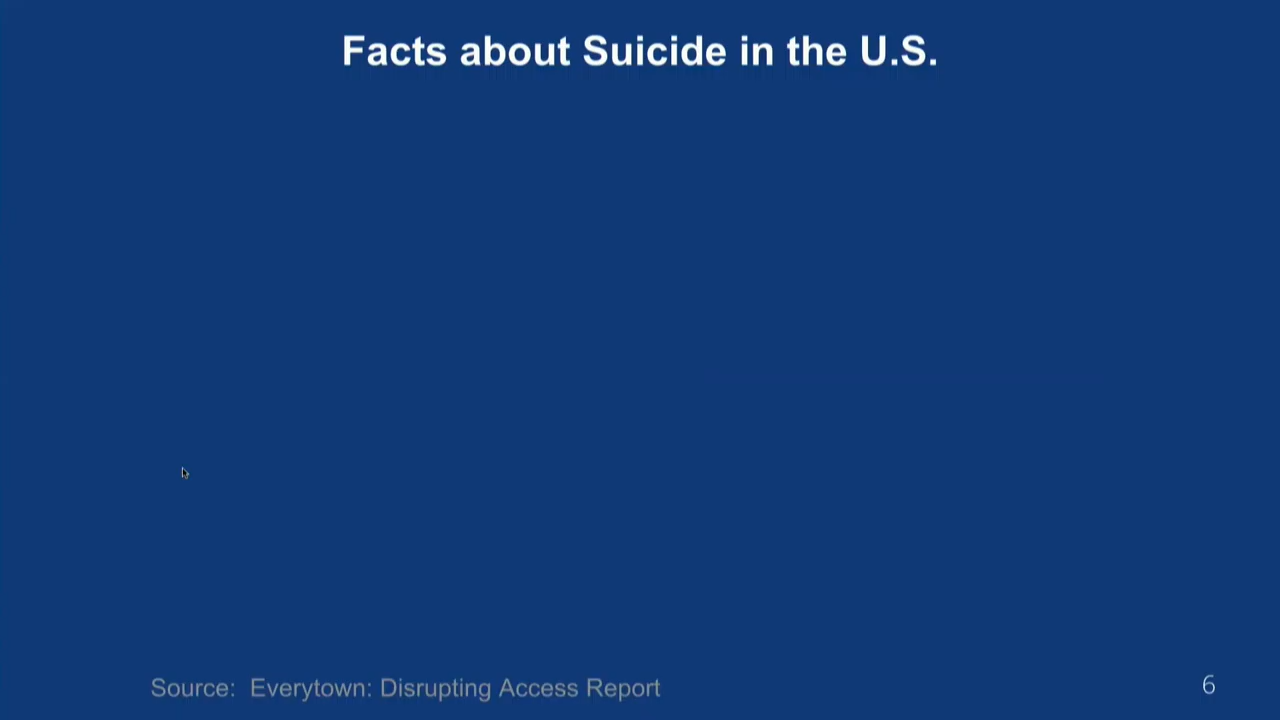 Facts about Suicide in the U.S.
Source:  Everytown: Disrupting Access Report
6